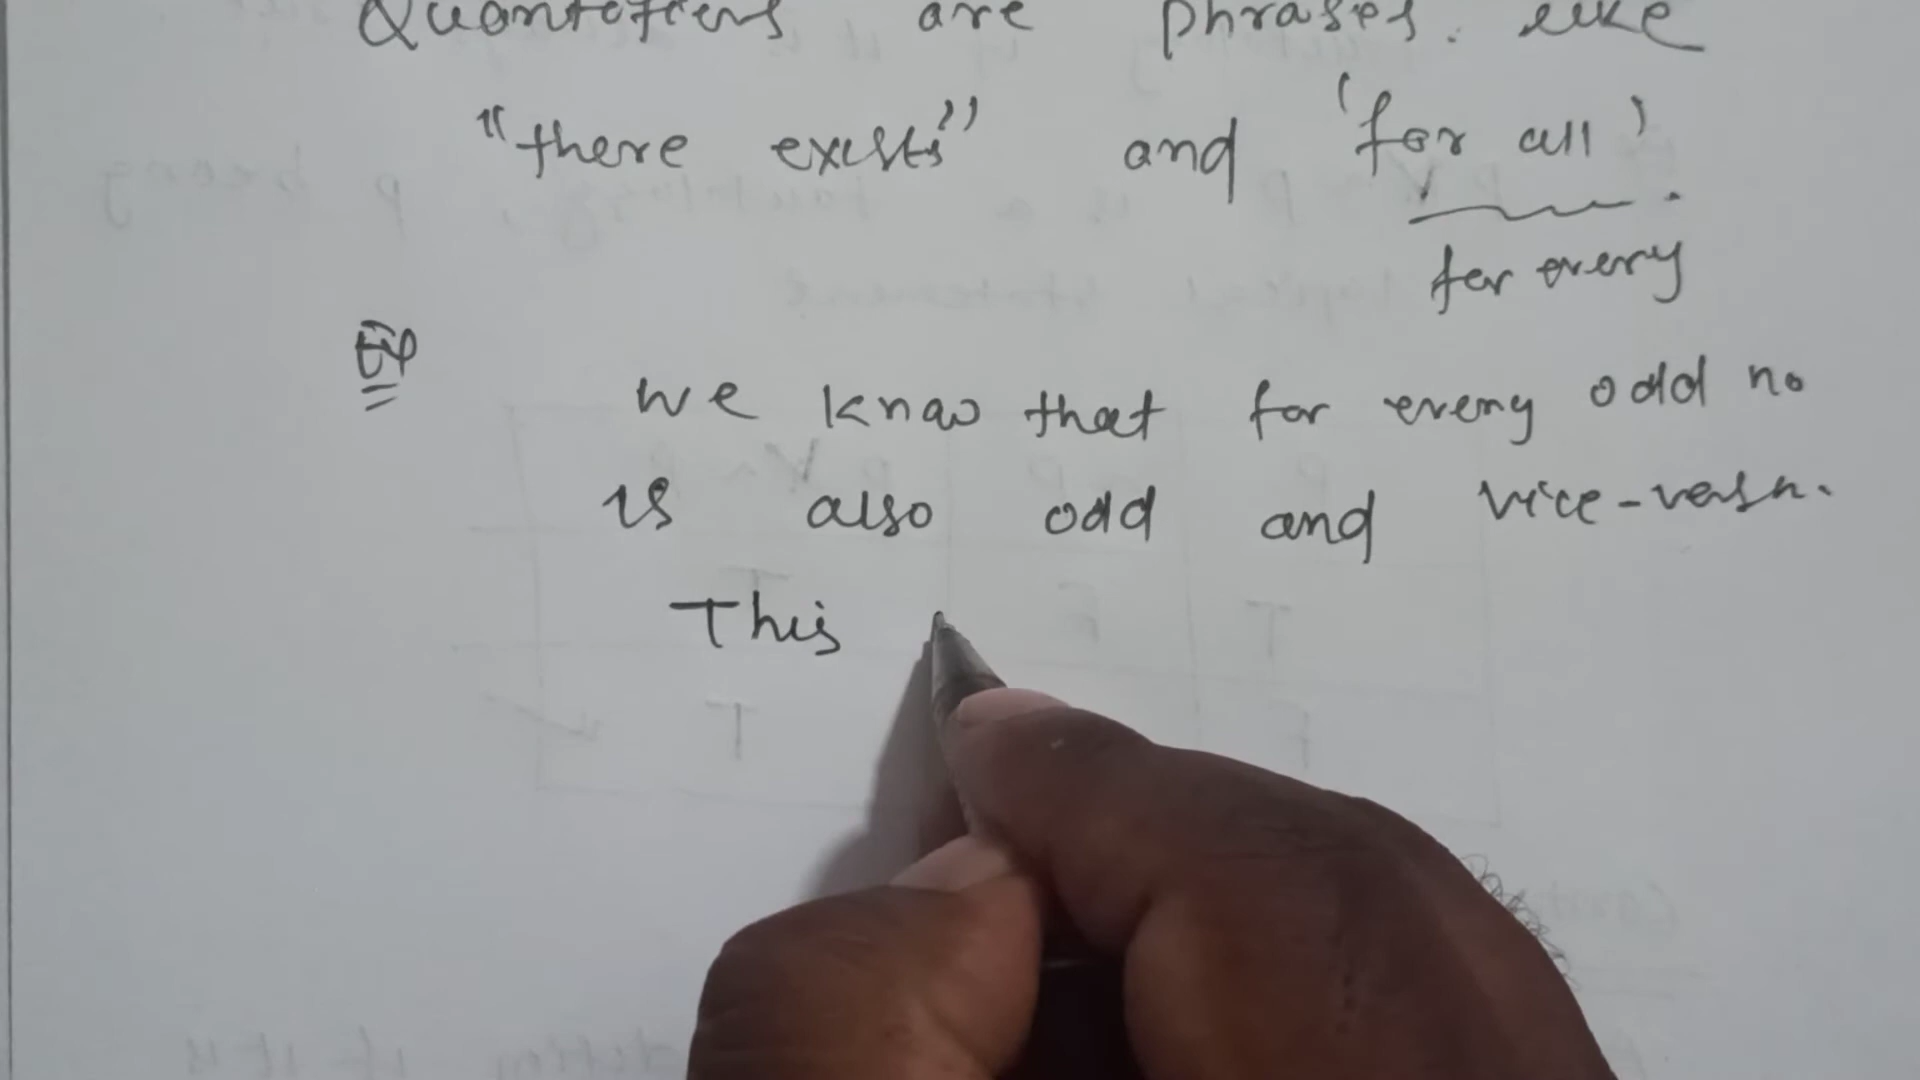 Quantifiers are phrases. like
"there exists" and 'for all'
for every
Exp
we know that for every odd no
is also odd and vice-versa.
This